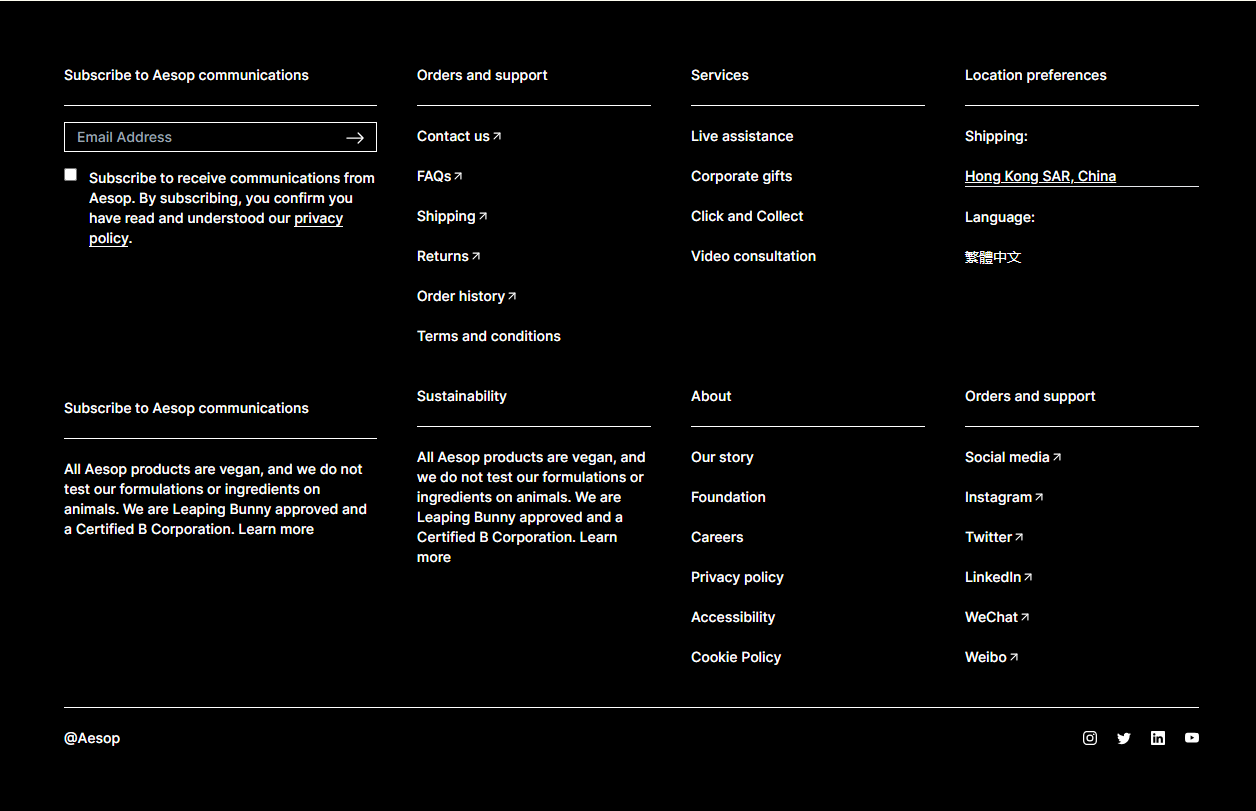 Subscribe to Aesop communications
Email Address
Subscribe to receive communications from
Aesop. By subscribing, you confirm you
have read and understood our privacy
policy.
Orders and support
Contact us
FAQs
Shipping
Returns
Order history
Terms and conditions
Services
Live assistance
Corporate gifts
Click and Collect
Video consultation
Location preferences
Shipping:
Hong Kong SAR, China
Language:
繁體中文
Subscribe to Aesop communications
All Aesop products are vegan, and we do not
test our formulations or ingredients on
animals. We are Leaping Bunny approved and
a Certified B Corporation. Learn more
Sustainability
All Aesop products are vegan, and
we do not test our formulations or
ingredients on animals. We are
Leaping Bunny approved and a
Certified B Corporation. Learn
more
About
Our story
Foundation
Careers
Privacy policy
Accessibility
Cookie Policy
Orders and support
Social media
Instagram
Twitter
LinkedIn
WeChat
Weibo
@Aesop